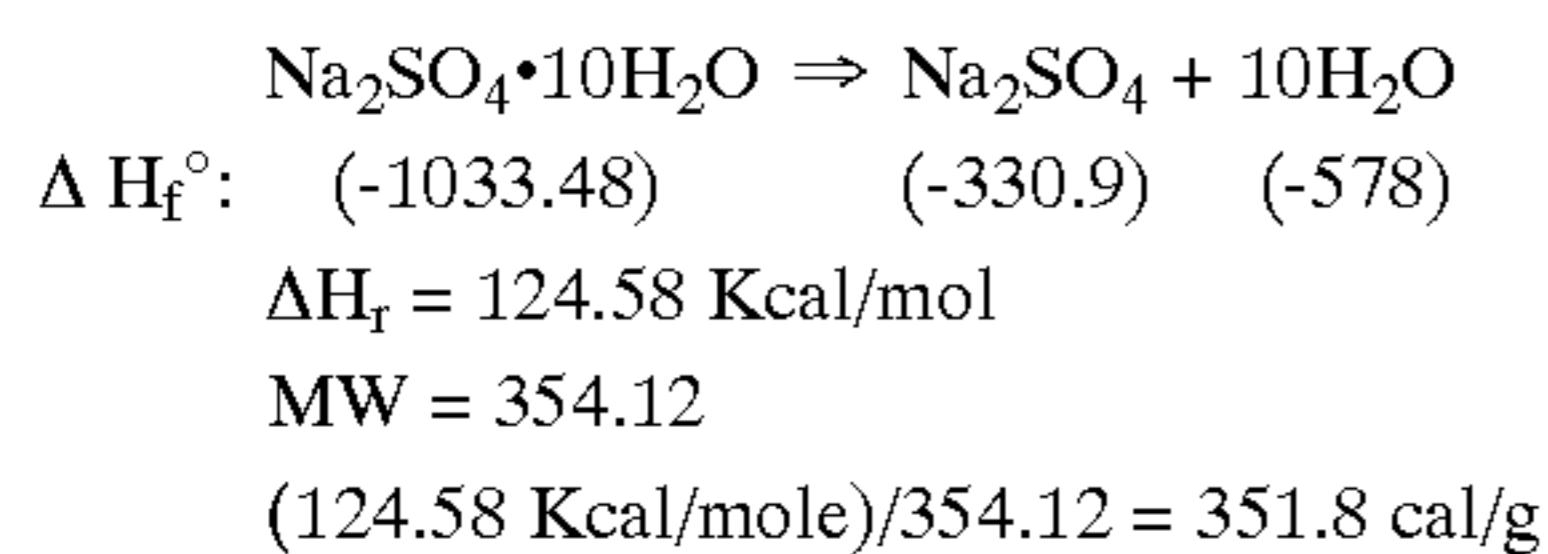 Na₂SO₄•10H₂O ⇒ Na₂SO₄ + 10H₂O
Δ H_f°: (-1033.48) (-330.9) (-578)
ΔHᵣ = 124.58 Kcal/mol
MW = 354.12
(124.58 Kcal/mole)/354.12 = 351.8 cal/g